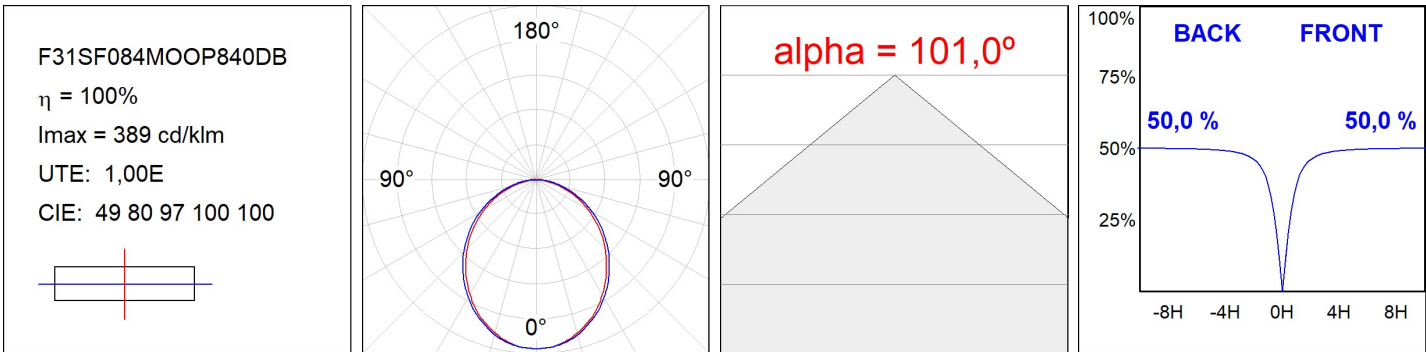 F31SF084MOOP840DB
η = 100%
Imax = 389 cd/klm
UTE: 1,00E
CIE: 49 80 97 100 100
180°
90° 90°
0°
alpha = 101,0º
100%
BACK FRONT
75%
50,0 % 50,0 %
50%
25%
-8H -4H 0H 4H 8H